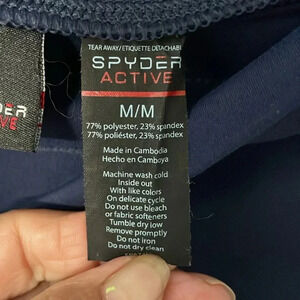 TEAR AWAY/ETIQUETTE DÉTACHABLE
SPYDER
ACTIVE
M/M
77% polyester, 23% spandex
77% poliéster, 23% spandex
Made in Cambodia
Hecho en Camboya
Machine wash cold
Inside out
With like colors
On delicate cycle
Do not use bleach
or fabric softeners
Tumble dry low
Remove promptly
Do not iron
Do not dry clean